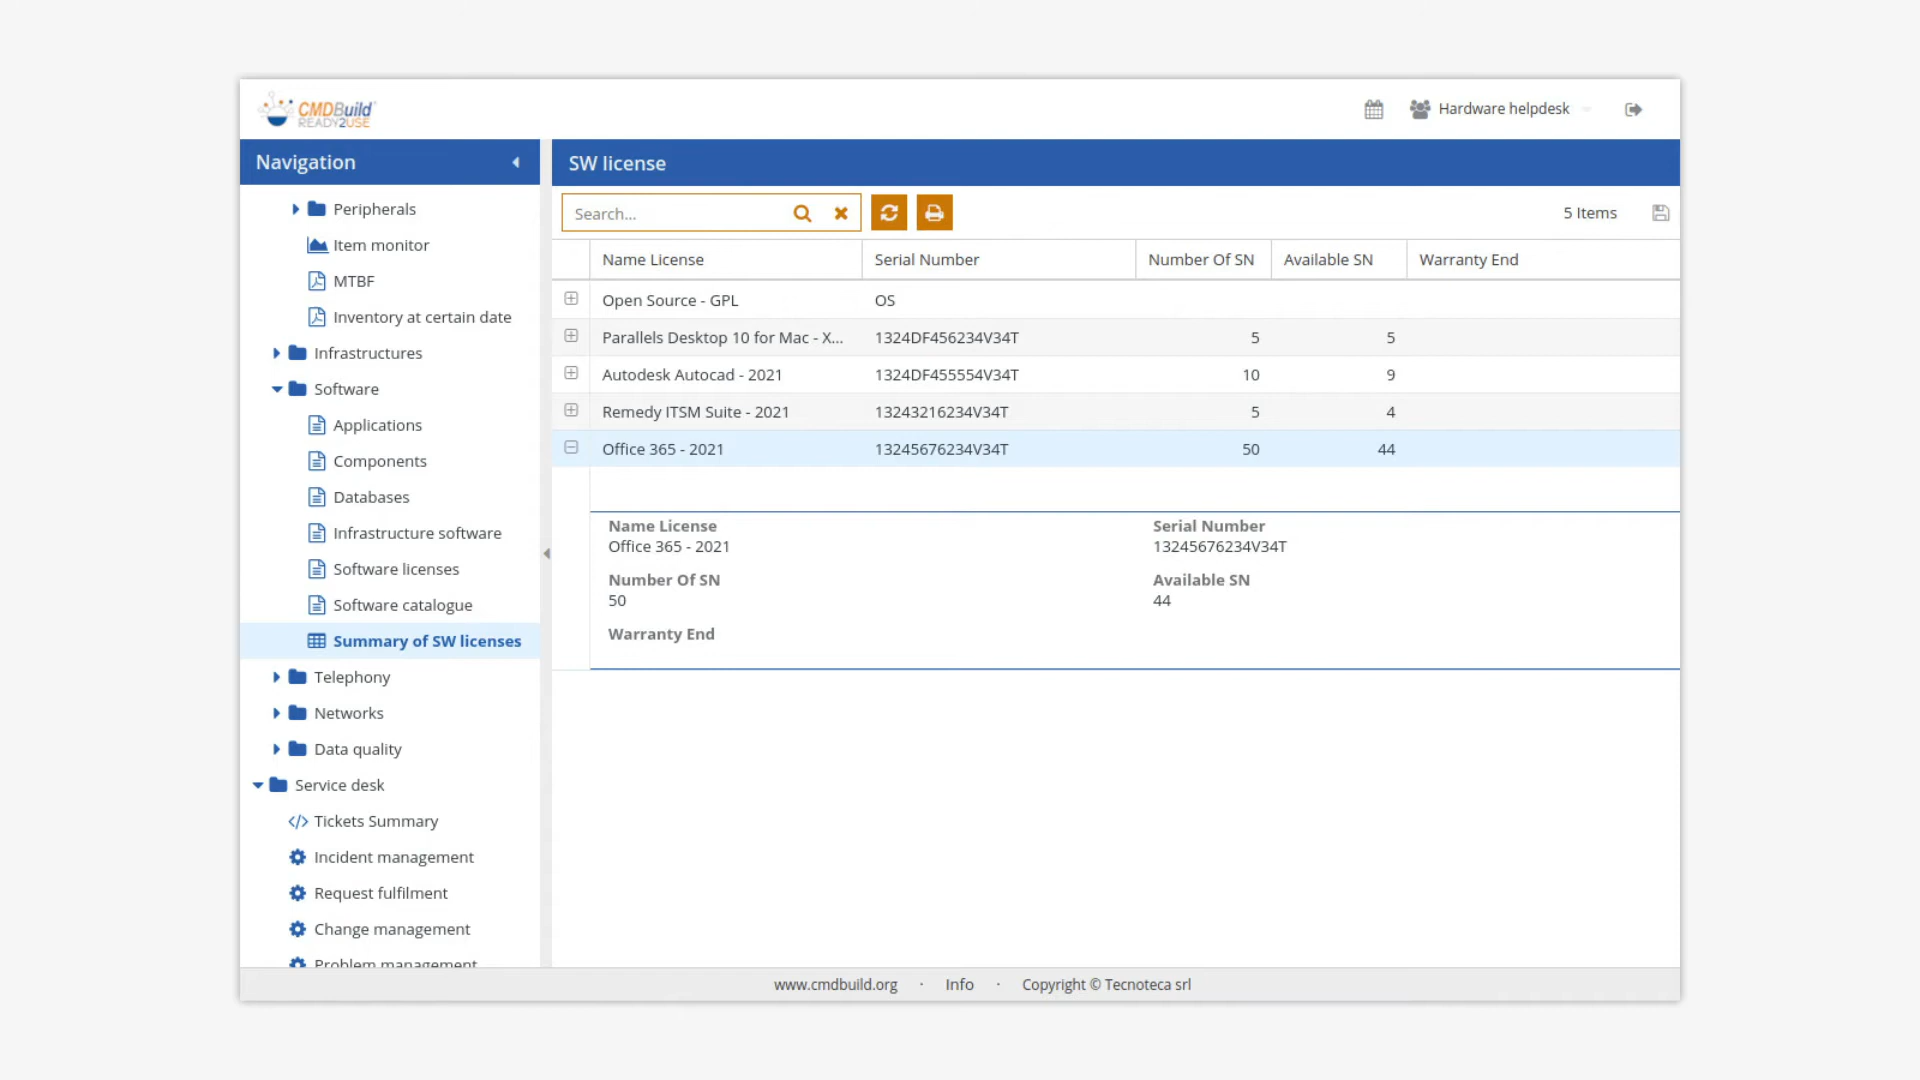 CMDBuild
READY2USE
Hardware helpdesk
Navigation
Peripherals
Item monitor
MTBF
Inventory at certain date
Infrastructures
Software
Applications
Components
Databases
Infrastructure software
Software licenses
Software catalogue
Summary of SW licenses
Telephony
Networks
Data quality
Service desk
Tickets Summary
Incident management
Request fulfilment
Change management
Problem management
SW license
Search...
5 Items
Name License Serial Number Number Of SN Available SN Warranty End
Open Source - GPL OS
Parallels Desktop 10 for Mac - X... 1324DF456234V34T 5 5
Autodesk Autocad - 2021 1324DF455554V34T 10 9
Remedy ITSM Suite - 2021 13243216234V34T 5 4
Office 365 - 2021 13245676234V34T 50 44
Name License Serial Number
Office 365 - 2021 13245676234V34T
Number Of SN Available SN
50 44
Warranty End
www.cmdbuild.org · Info · Copyright © Tecnoteca srl